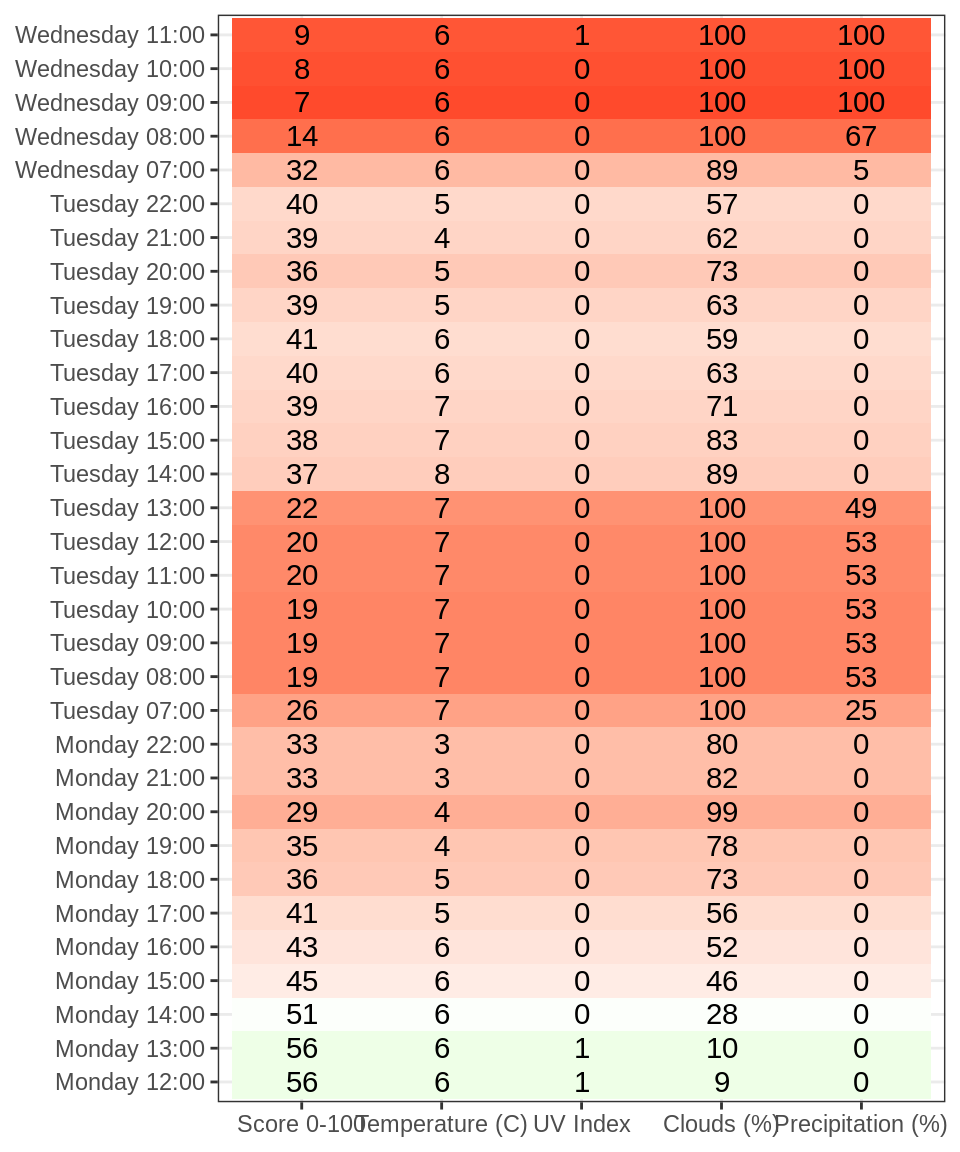 Wednesday 11:00 9 6 1 100 100
Wednesday 10:00 8 6 0 100 100
Wednesday 09:00 7 6 0 100 100
Wednesday 08:00 14 6 0 100 67
Wednesday 07:00 32 6 0 89 5
Tuesday 22:00 40 5 0 57 0
Tuesday 21:00 39 4 0 62 0
Tuesday 20:00 36 5 0 73 0
Tuesday 19:00 39 5 0 63 0
Tuesday 18:00 41 6 0 59 0
Tuesday 17:00 40 6 0 63 0
Tuesday 16:00 39 7 0 71 0
Tuesday 15:00 38 7 0 83 0
Tuesday 14:00 37 8 0 89 0
Tuesday 13:00 22 7 0 100 49
Tuesday 12:00 20 7 0 100 53
Tuesday 11:00 20 7 0 100 53
Tuesday 10:00 19 7 0 100 53
Tuesday 09:00 19 7 0 100 53
Tuesday 08:00 19 7 0 100 53
Tuesday 07:00 26 7 0 100 25
Monday 22:00 33 3 0 80 0
Monday 21:00 33 3 0 82 0
Monday 20:00 29 4 0 99 0
Monday 19:00 35 4 0 78 0
Monday 18:00 36 5 0 73 0
Monday 17:00 41 5 0 56 0
Monday 16:00 43 6 0 52 0
Monday 15:00 45 6 0 46 0
Monday 14:00 51 6 0 28 0
Monday 13:00 56 6 1 10 0
Monday 12:00 56 6 1 9 0
Score 0-100 Temperature (C) UV Index Clouds (%) Precipitation (%)